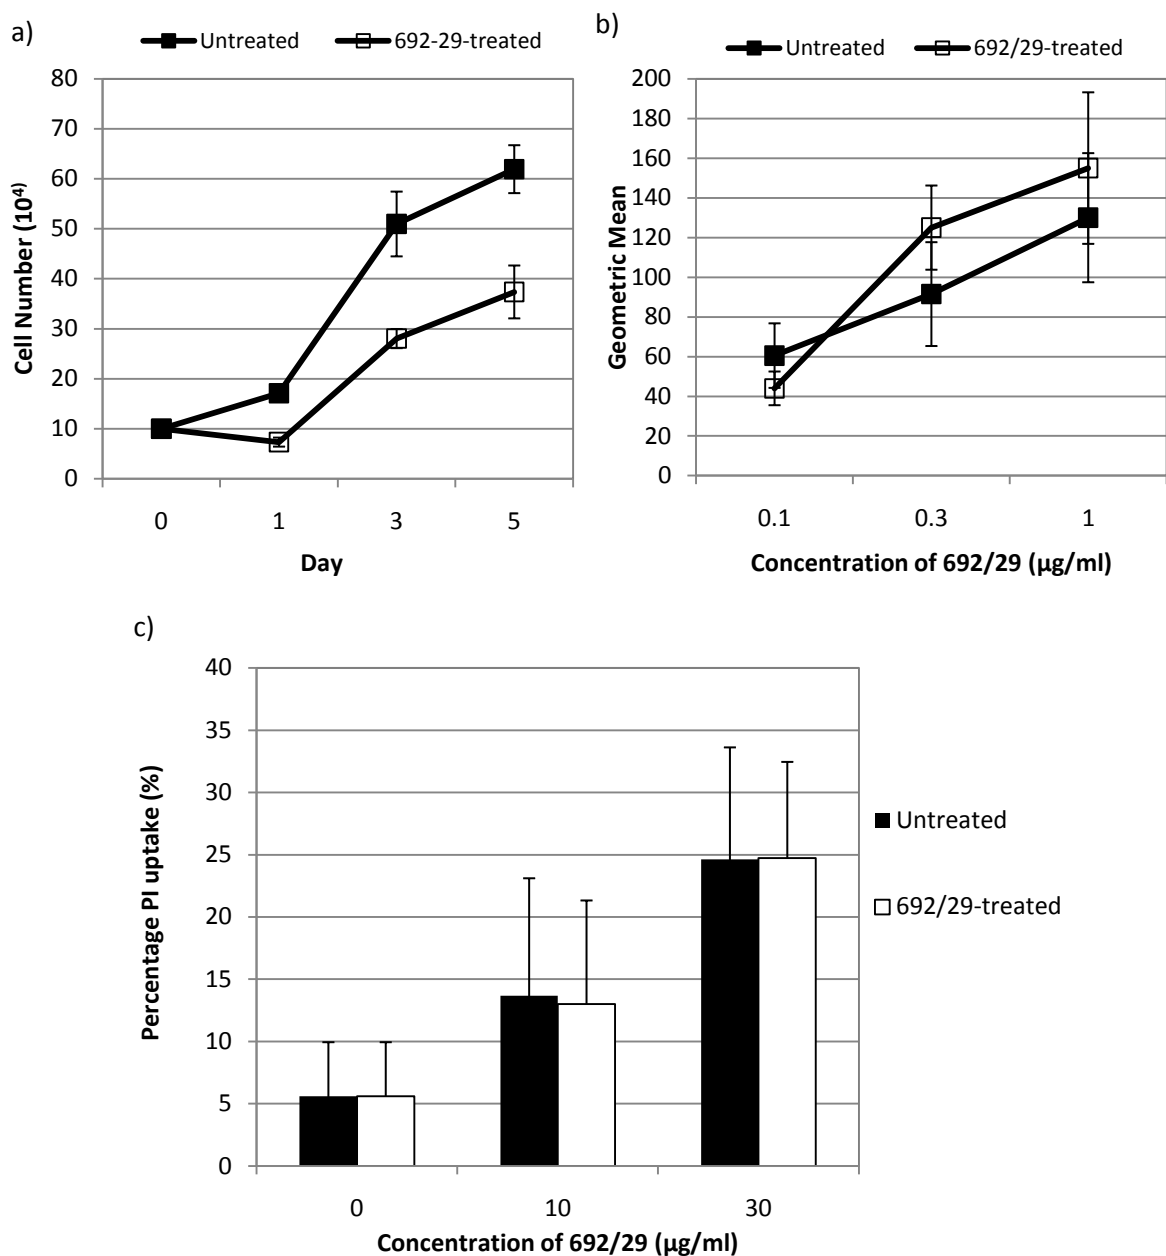 a)
Untreated
692-29-treated
80
70
60
50
40
30
20
10
0
Cell Number (10⁴)
0 1 3 5
Day
b)
Untreated
692/29-treated
200
180
160
140
120
100
80
60
40
20
0
Geometric Mean
0.1 0.3 1
Concentration of 692/29 (µg/ml)
c)
40
35
30
25
20
15
10
5
0
Percentage PI uptake (%)
Untreated
692/29-treated
0 10 30
Concentration of 692/29 (µg/ml)